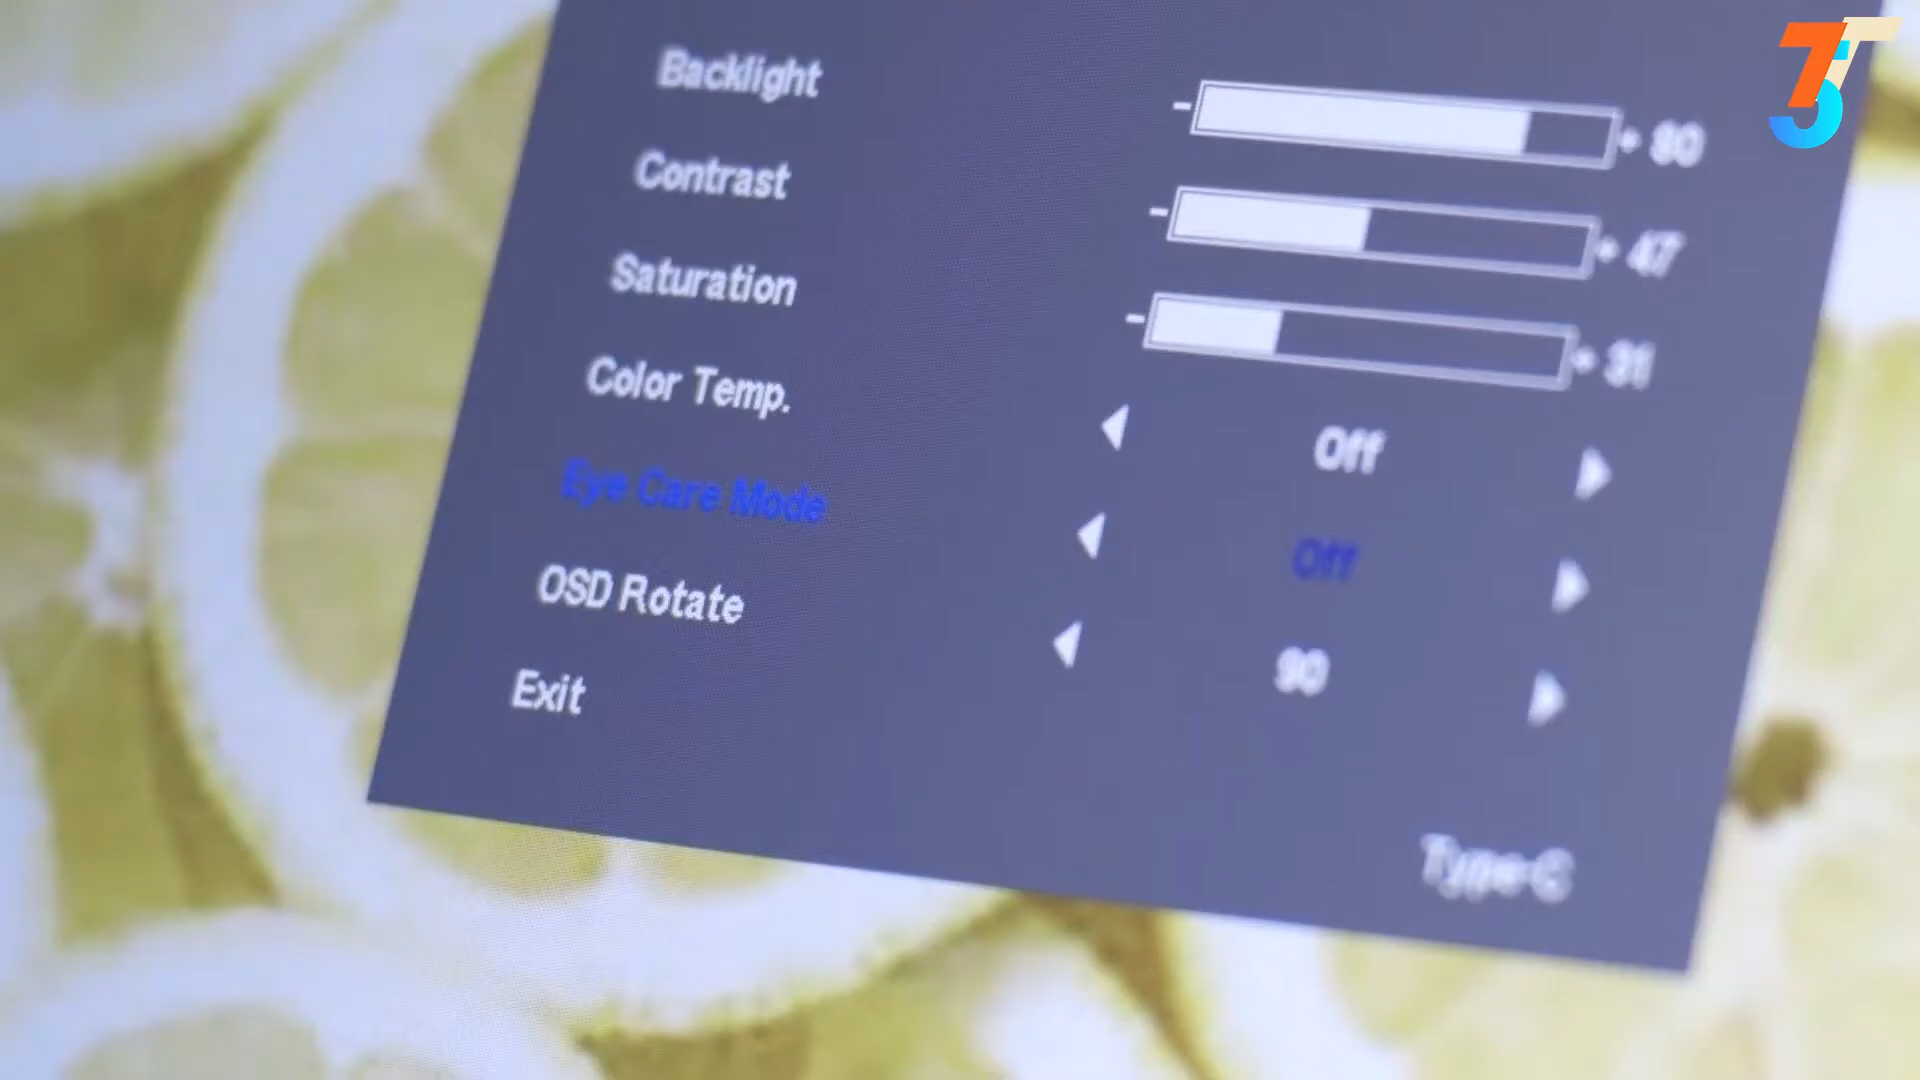 Backlight - + 80
Contrast - + 47
Saturation - + 31
Color Temp. Off
Eye Care Mode Off
OSD Rotate 90
Exit
Type-C